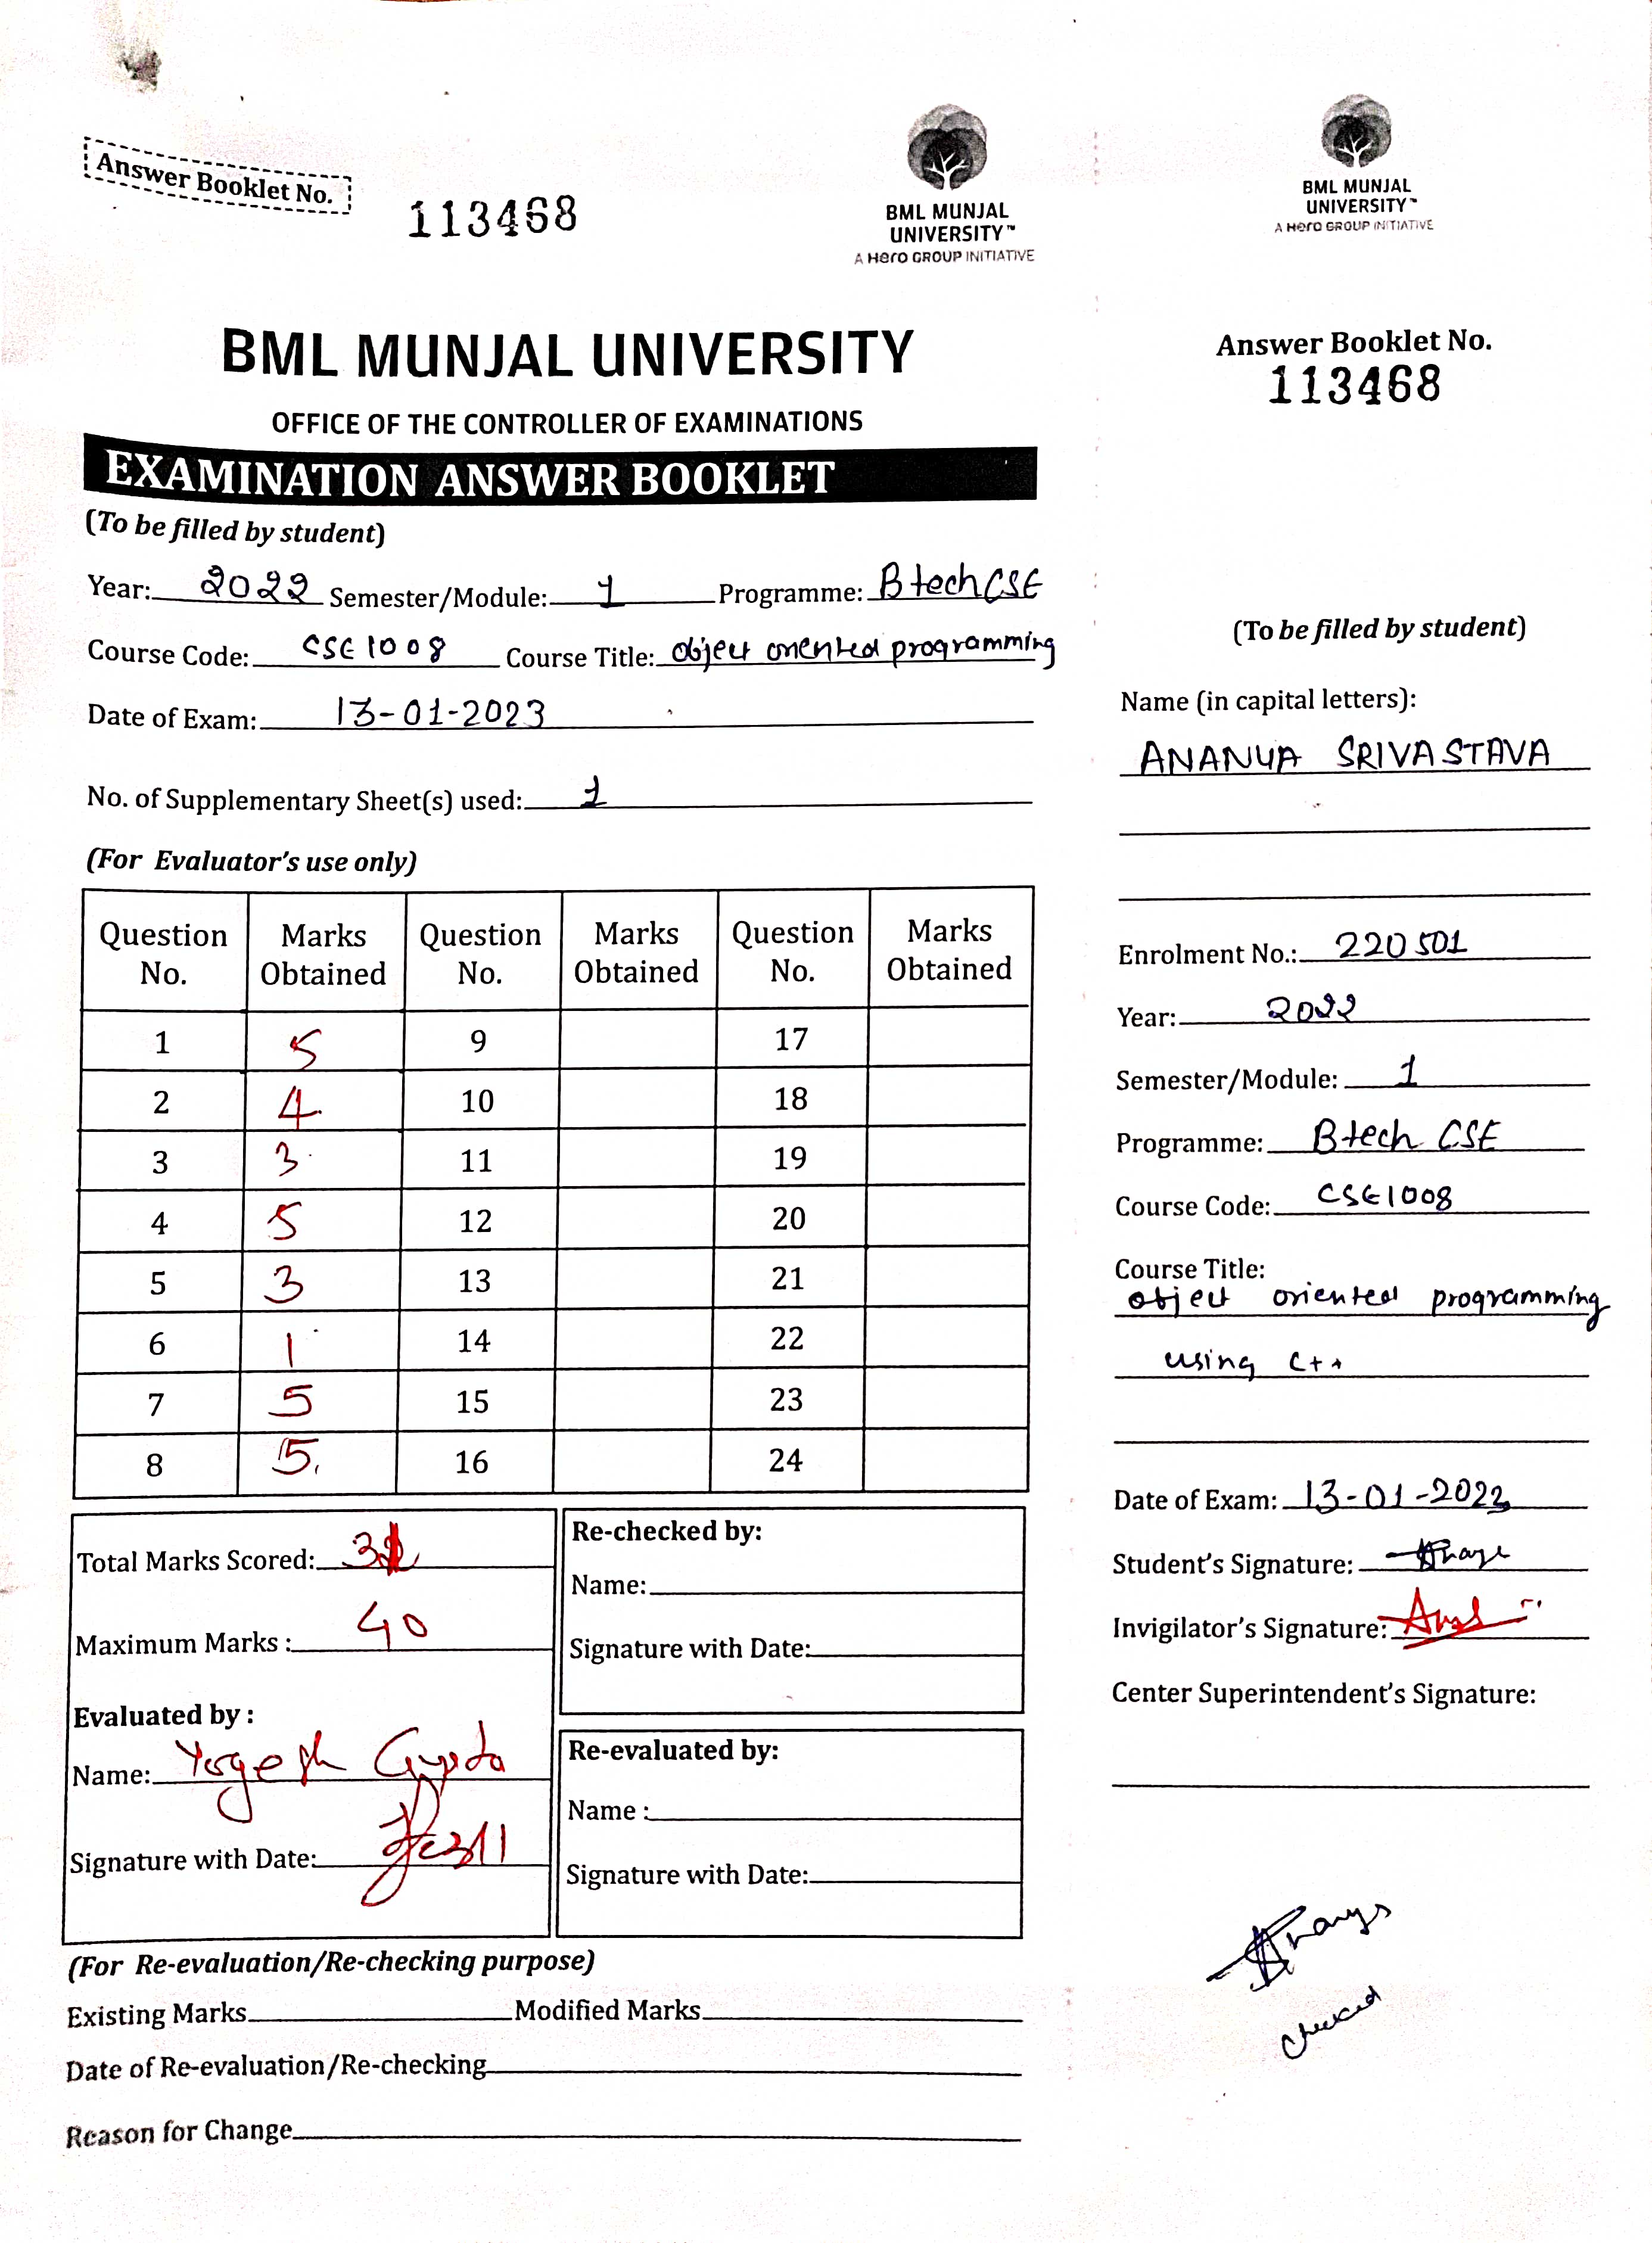 Answer Booklet No.
113468
BML MUNJAL
UNIVERSITY™
A Hero GROUP INITIATIVE
BML MUNJAL UNIVERSITY
OFFICE OF THE CONTROLLER OF EXAMINATIONS
EXAMINATION ANSWER BOOKLET
(To be filled by student)
Year: 2022 Semester/Module: 1 Programme: B tech CSE
Course Code: CSE 1008 Course Title: object oriented programming
Date of Exam: 13-01-2023
No. of Supplementary Sheet(s) used: 1
(For Evaluator's use only)
Question No. Marks Obtained Question No. Marks Obtained Question No. Marks Obtained
1 5 9 17
2 4 10 18
3 3 11 19
4 5 12 20
5 3 13 21
6 1 14 22
7 5 15 23
8 5 16 24
Total Marks Scored: 31
Maximum Marks : 40
Evaluated by :
Name: Yogesh Gupta
Signature with Date:
Re-checked by:
Name:
Signature with Date:
Re-evaluated by:
Name :
Signature with Date:
(For Re-evaluation/Re-checking purpose)
Existing Marks Modified Marks
Date of Re-evaluation/Re-checking
Reason for Change
BML MUNJAL
UNIVERSITY™
A Hero GROUP INITIATIVE
Answer Booklet No.
113468
(To be filled by student)
Name (in capital letters):
ANANYA SRIVASTAVA
Enrolment No.: 220501
Year: 2022
Semester/Module: 1
Programme: B tech CSE
Course Code: CSE1008
Course Title:
object oriented programming
using C++
Date of Exam: 13-01-2023
Student's Signature:
Invigilator's Signature:
Center Superintendent's Signature:
checked